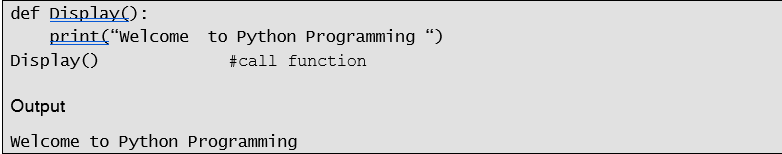 def Display():
    print(“Welcome  to Python Programming “)
Display()             #call function
Output
Welcome to Python Programming